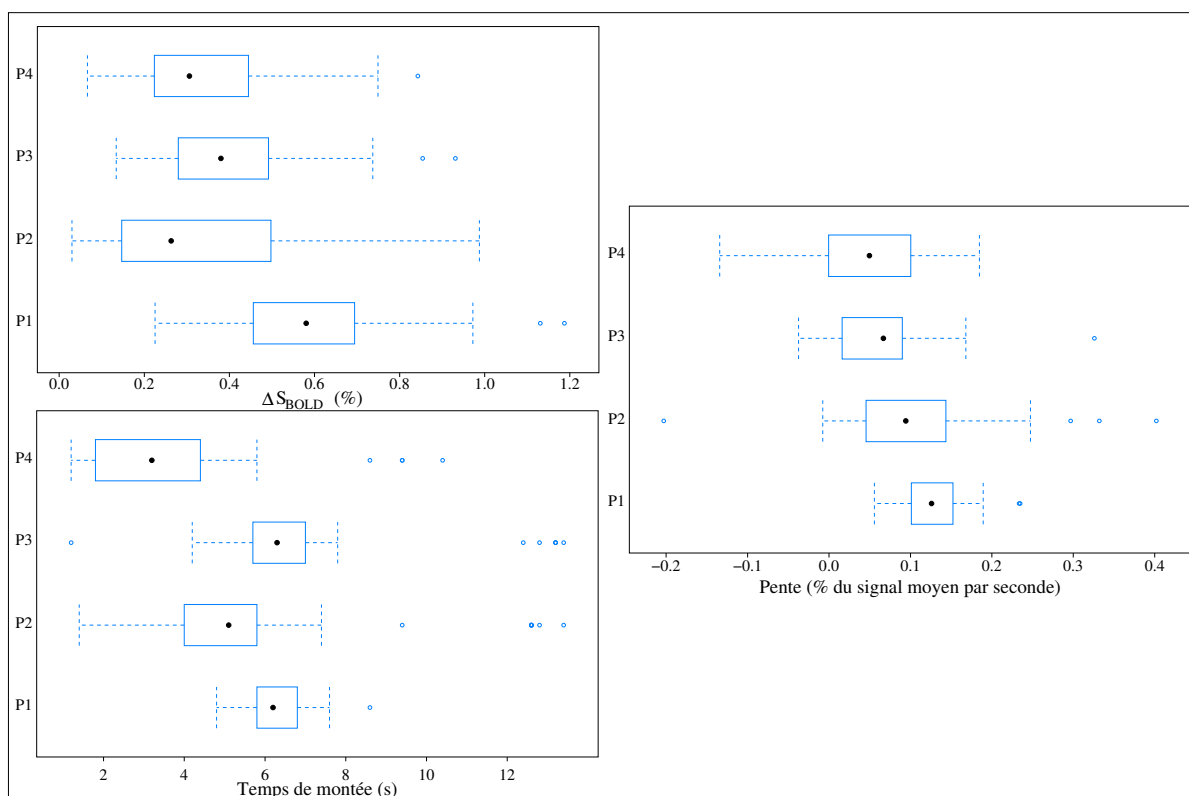 P4
P3
P2
P1
0.0 0.2 0.4 0.6 0.8 1.0 1.2
ΔS_BOLD (%)
P4
P3
P2
P1
2 4 6 8 10 12
Temps de montée (s)
P4
P3
P2
P1
−0.2 −0.1 0.0 0.1 0.2 0.3 0.4
Pente (% du signal moyen par seconde)